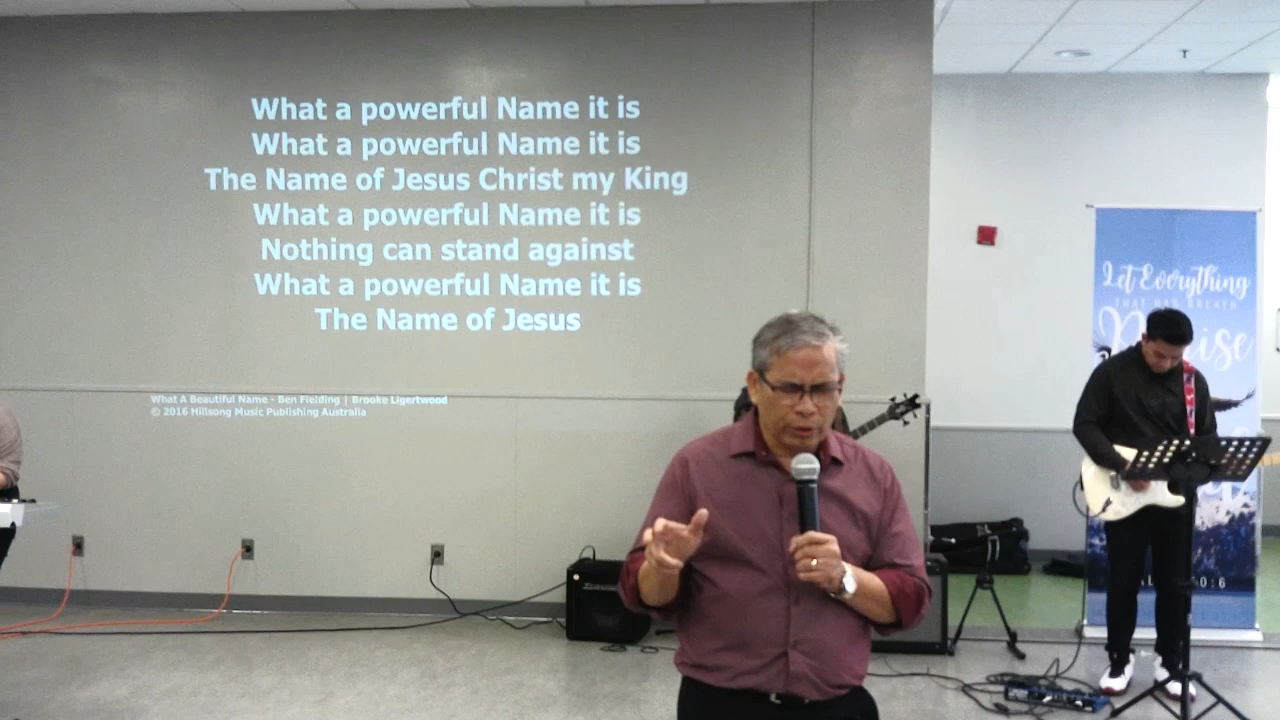 What a powerful Name it is
What a powerful Name it is
The Name of Jesus Christ my King
What a powerful Name it is
Nothing can stand against
What a powerful Name it is
The Name of Jesus
What A Beautiful Name - Ben Fielding | Brooke Ligertwood
© 2016 Hillsong Music Publishing Australia
Let Everything
THAT HAS BREATH
Praise